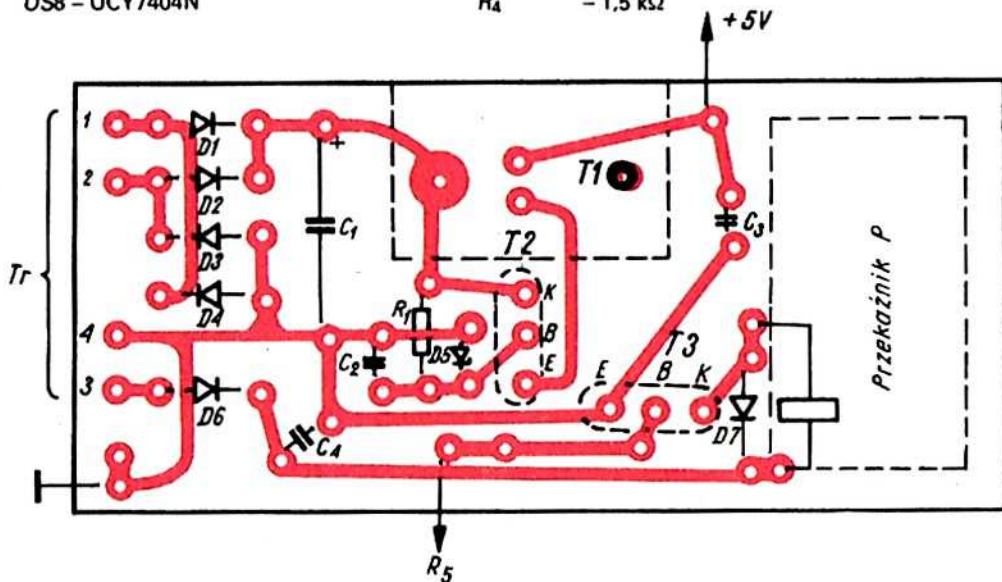 US8 – UCY7404N R4 – 1,5 kΩ
+5V
1
D1
+
2
D2
T1
C1
C3
D3
T2
Tr
K
Przekaźnik P
D4
R1
4
C2
D5
B
T3
3
E
E
B
K
D6
D7
C4
R5